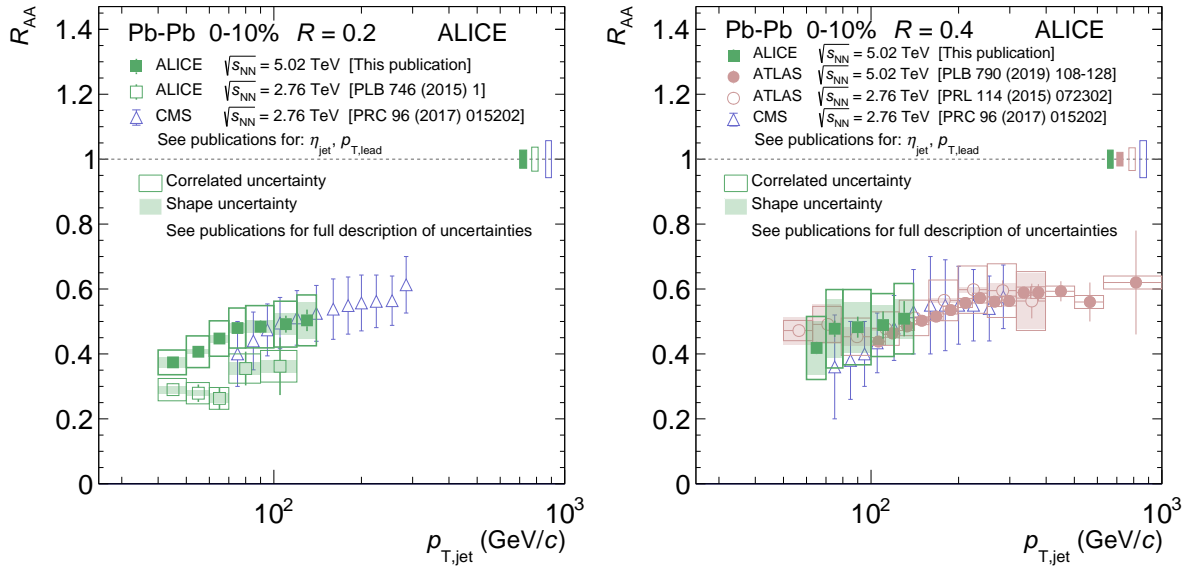 R_AA
1.4
1.2
1
0.8
0.6
0.4
0.2
0
Pb-Pb 0-10% R = 0.2 ALICE
ALICE √s_NN = 5.02 TeV [This publication]
ALICE √s_NN = 2.76 TeV [PLB 746 (2015) 1]
CMS √s_NN = 2.76 TeV [PRC 96 (2017) 015202]
See publications for: η_jet, p_T,lead
Correlated uncertainty
Shape uncertainty
See publications for full description of uncertainties
10^2 10^3
p_T,jet (GeV/c)
R_AA
1.4
1.2
1
0.8
0.6
0.4
0.2
0
Pb-Pb 0-10% R = 0.4 ALICE
ALICE √s_NN = 5.02 TeV [This publication]
ATLAS √s_NN = 5.02 TeV [PLB 790 (2019) 108-128]
ATLAS √s_NN = 2.76 TeV [PRL 114 (2015) 072302]
CMS √s_NN = 2.76 TeV [PRC 96 (2017) 015202]
See publications for: η_jet, p_T,lead
Correlated uncertainty
Shape uncertainty
See publications for full description of uncertainties
10^2 10^3
p_T,jet (GeV/c)